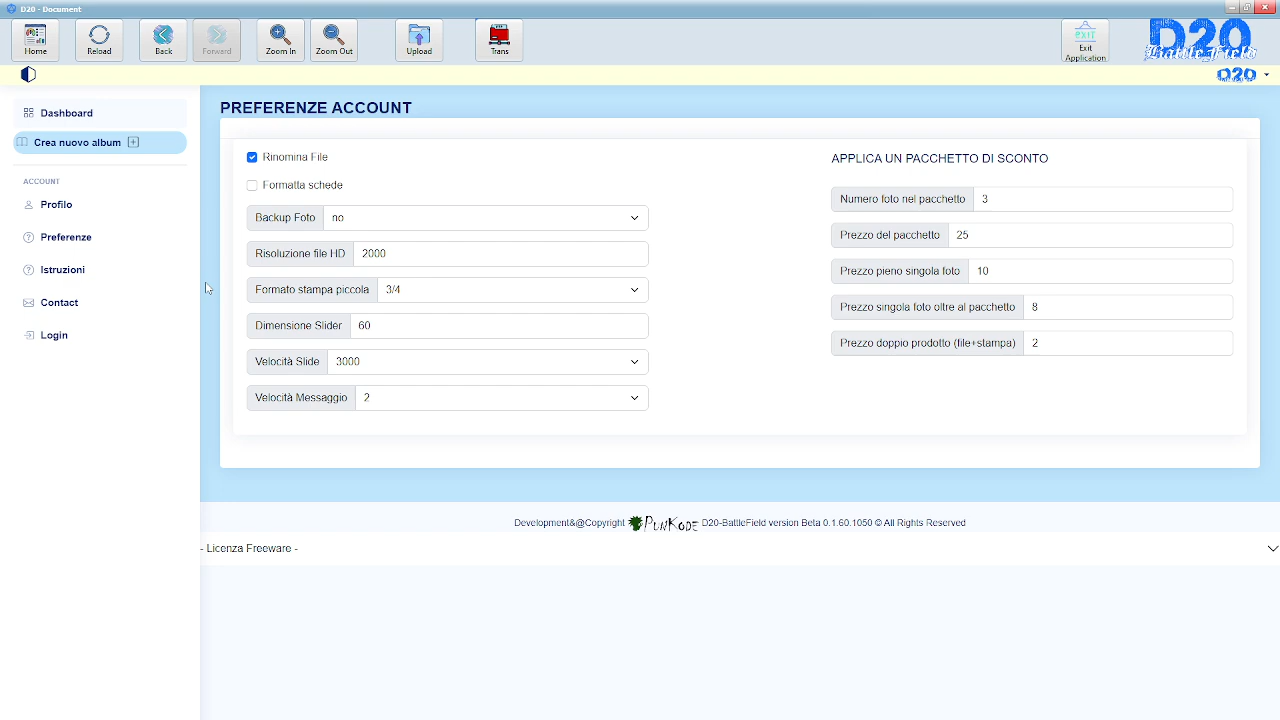 D20 - Document
Home
Reload
Back
Forward
Zoom In
Zoom Out
Upload
Trans
EXIT
Exit
Application
D20
Battle Field
D20
Dashboard
Crea nuovo album
ACCOUNT
Profilo
Preferenze
Istruzioni
Contact
Login
PREFERENZE ACCOUNT
Rinomina File
Formatta schede
Backup Foto no
Risoluzione file HD 2000
Formato stampa piccola 3/4
Dimensione Slider 60
Velocità Slide 3000
Velocità Messaggio 2
APPLICA UN PACCHETTO DI SCONTO
Numero foto nel pacchetto 3
Prezzo del pacchetto 25
Prezzo pieno singola foto 10
Prezzo singola foto oltre al pacchetto 8
Prezzo doppio prodotto (file+stampa) 2
Development&@Copyright PunKode D20-BattleField version Beta 0.1.60.1050 © All Rights Reserved
- Licenza Freeware -